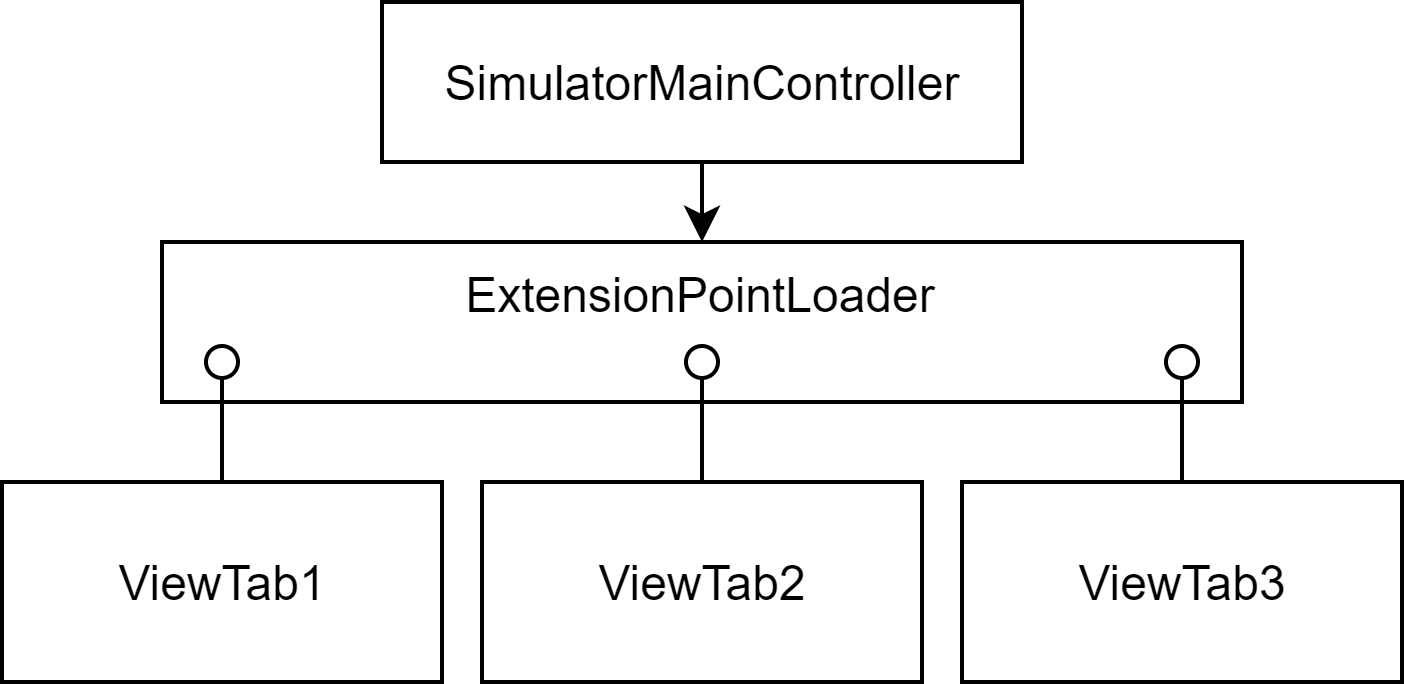 SimulatorMainController
ExtensionPointLoader
ViewTab1
ViewTab2
ViewTab3